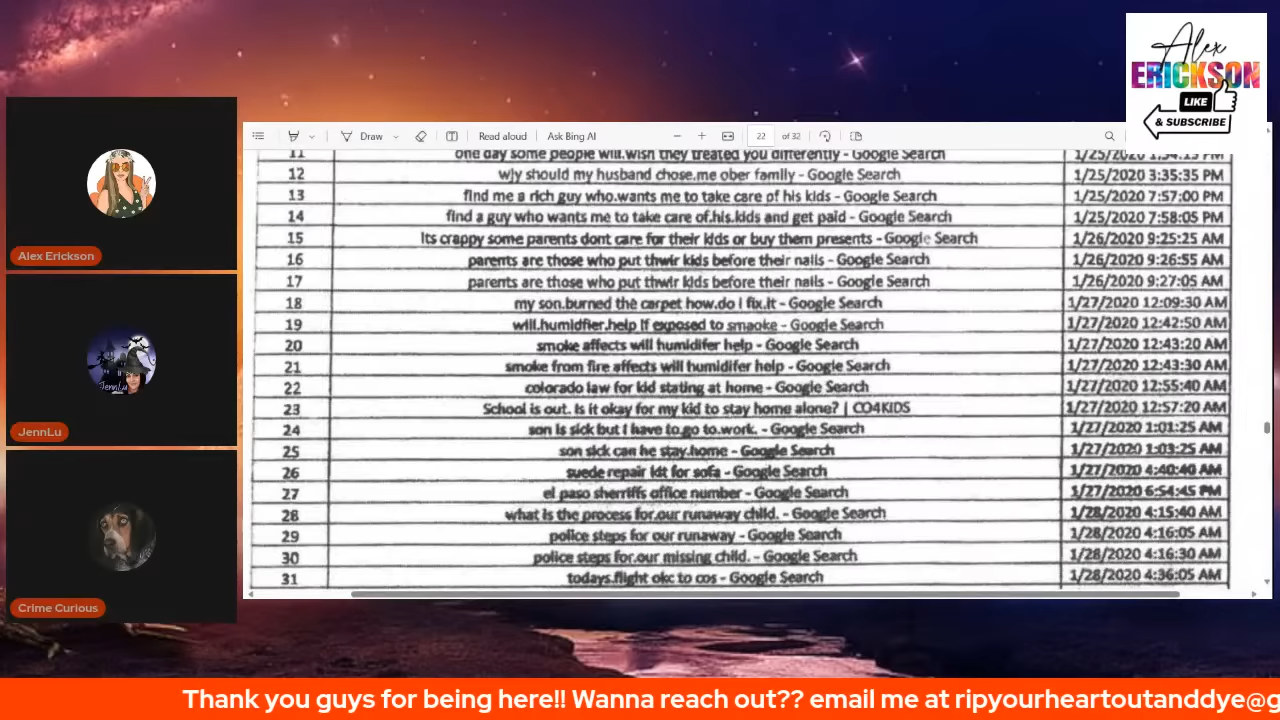 Alex
ERICKSON
LIKE
& SUBSCRIBE
Draw
Read aloud
Ask Bing AI
22
of 32
11 one day some people will.wish they treated you differently - Google Search 1/25/2020 1:34:13 PM
12 wjy should my husband chose.me ober family - Google Search 1/25/2020 3:35:35 PM
13 find me a rich guy who.wants me to take care of his kids - Google Search 1/25/2020 7:57:00 PM
14 find a guy who wants me to take care of.his.kids and get paid - Google Search 1/25/2020 7:58:05 PM
15 Its crappy some parents dont care for their kids or buy them presents - Google Search 1/26/2020 9:25:25 AM
16 parents are those who put thwir kids before their nails - Google Search 1/26/2020 9:26:55 AM
17 parents are those who put thwir kids before their nails - Google Search 1/26/2020 9:27:05 AM
18 my son.burned the carpet how.do i fix.it - Google Search 1/27/2020 12:09:30 AM
19 will.humidfier.help if exposed to smaoke - Google Search 1/27/2020 12:42:50 AM
20 smoke affects will humidifer help - Google Search 1/27/2020 12:43:20 AM
21 smoke from fire affects will humidifer help - Google Search 1/27/2020 12:43:30 AM
22 colorado law for kid stating at home - Google Search 1/27/2020 12:55:40 AM
23 School is out. Is it okay for my kid to stay home alone? | CO4KIDS 1/27/2020 12:57:20 AM
24 son is sick but i have.to.go to.work. - Google Search 1/27/2020 1:01:25 AM
25 son sick can he stay.home - Google Search 1/27/2020 1:03:25 AM
26 suede repair kit for sofa - Google Search 1/27/2020 4:40:40 AM
27 el paso sherriffs office number - Google Search 1/27/2020 6:54:45 PM
28 what is the process for.our runaway child. - Google Search 1/28/2020 4:15:40 AM
29 police steps for our runaway - Google Search 1/28/2020 4:16:05 AM
30 police steps for.our missing child. - Google Search 1/28/2020 4:16:30 AM
31 todays.flight okc to cos - Google Search 1/28/2020 4:36:05 AM
Alex Erickson
JennLu
JennLu
Crime Curious
Thank you guys for being here!! Wanna reach out?? email me at ripyourheartoutanddye@g